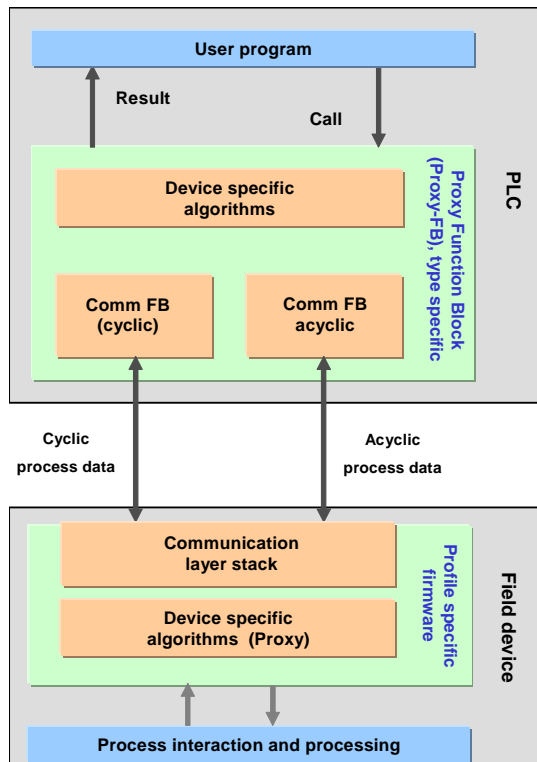 User program
Result
Call
Device specific
algorithms
Comm FB
(cyclic)
Comm FB
acyclic
Proxy Function Block
(Proxy-FB), type specific
PLC
Cyclic
process data
Acyclic
process data
Communication
layer stack
Device specific
algorithms (Proxy)
Profile specific
firmware
Field device
Process interaction and processing